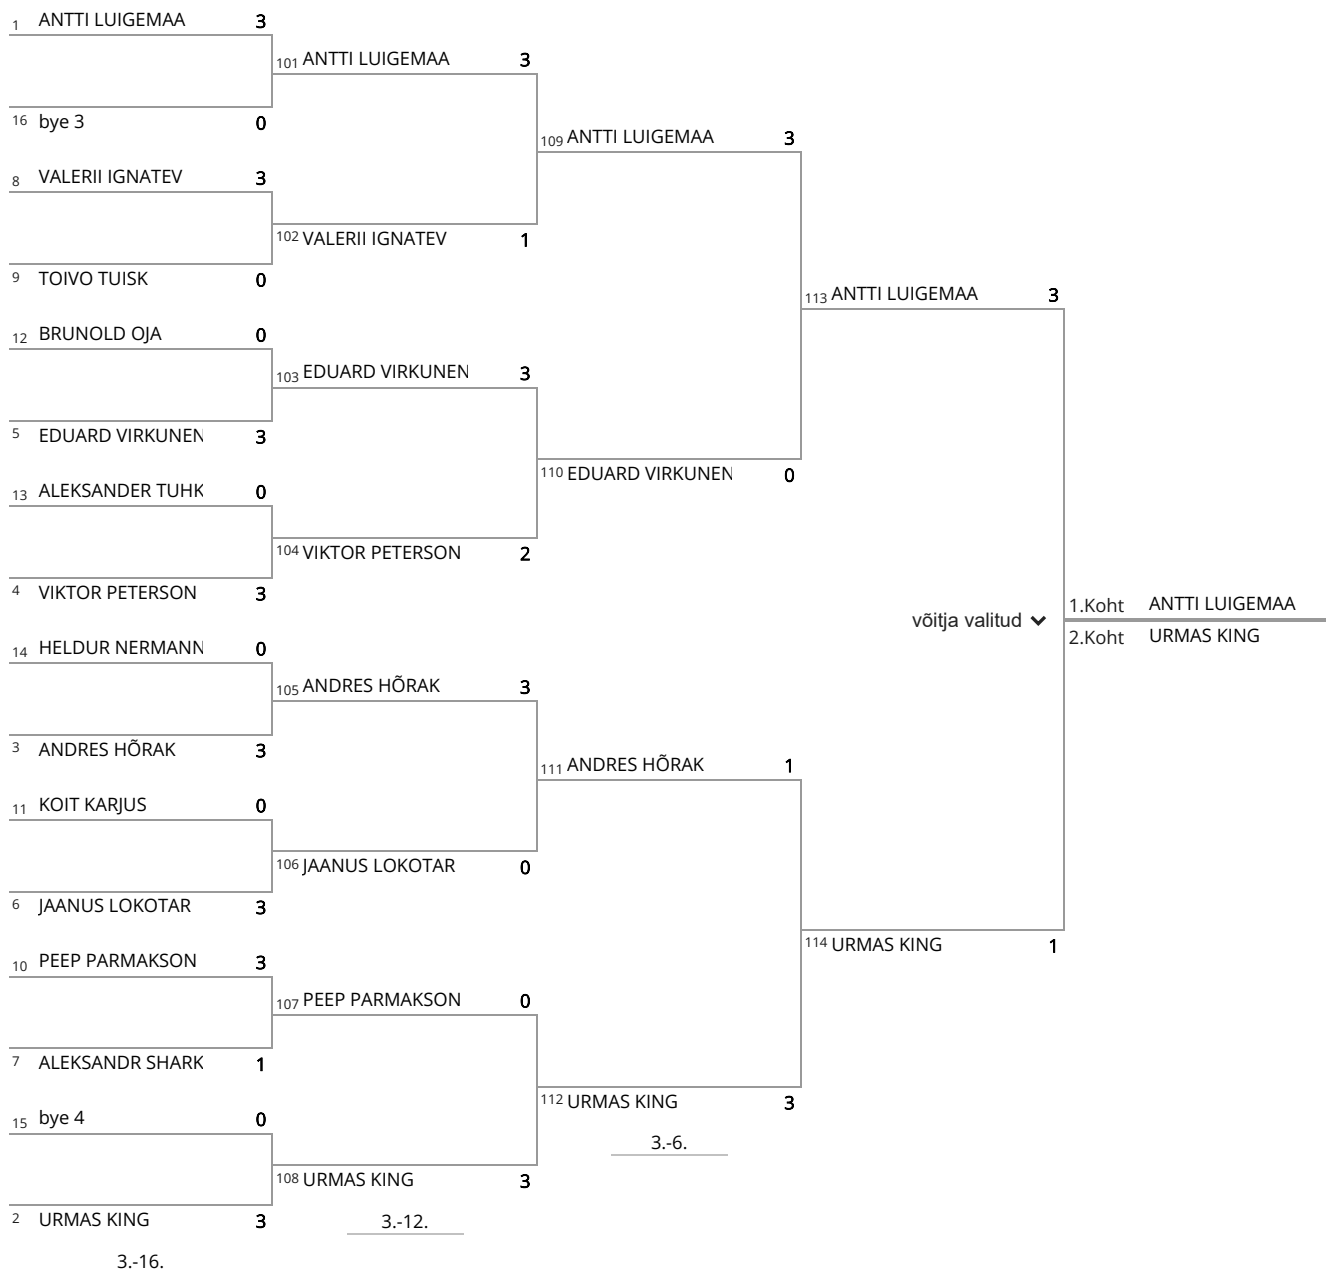 1 ANTTI LUIGEMAA 3
101 ANTTI LUIGEMAA 3
16 bye 3 0
109 ANTTI LUIGEMAA 3
8 VALERII IGNATEV 3
102 VALERII IGNATEV 1
9 TOIVO TUISK 0
113 ANTTI LUIGEMAA 3
12 BRUNOLD OJA 0
103 EDUARD VIRKUNEN 3
5 EDUARD VIRKUNEN 3
110 EDUARD VIRKUNEN 0
13 ALEKSANDER TUHK 0
104 VIKTOR PETERSON 2
4 VIKTOR PETERSON 3
1.Koht ANTTI LUIGEMAA
võitja valitud
2.Koht URMAS KING
14 HELDUR NERMANN 0
105 ANDRES HÕRAK 3
3 ANDRES HÕRAK 3
111 ANDRES HÕRAK 1
11 KOIT KARJUS 0
106 JAANUS LOKOTAR 0
6 JAANUS LOKOTAR 3
114 URMAS KING 1
10 PEEP PARMAKSON 3
107 PEEP PARMAKSON 0
7 ALEKSANDR SHARK 1
112 URMAS KING 3
15 bye 4 0
3.-6.
108 URMAS KING 3
2 URMAS KING 3
3.-12.
3.-16.